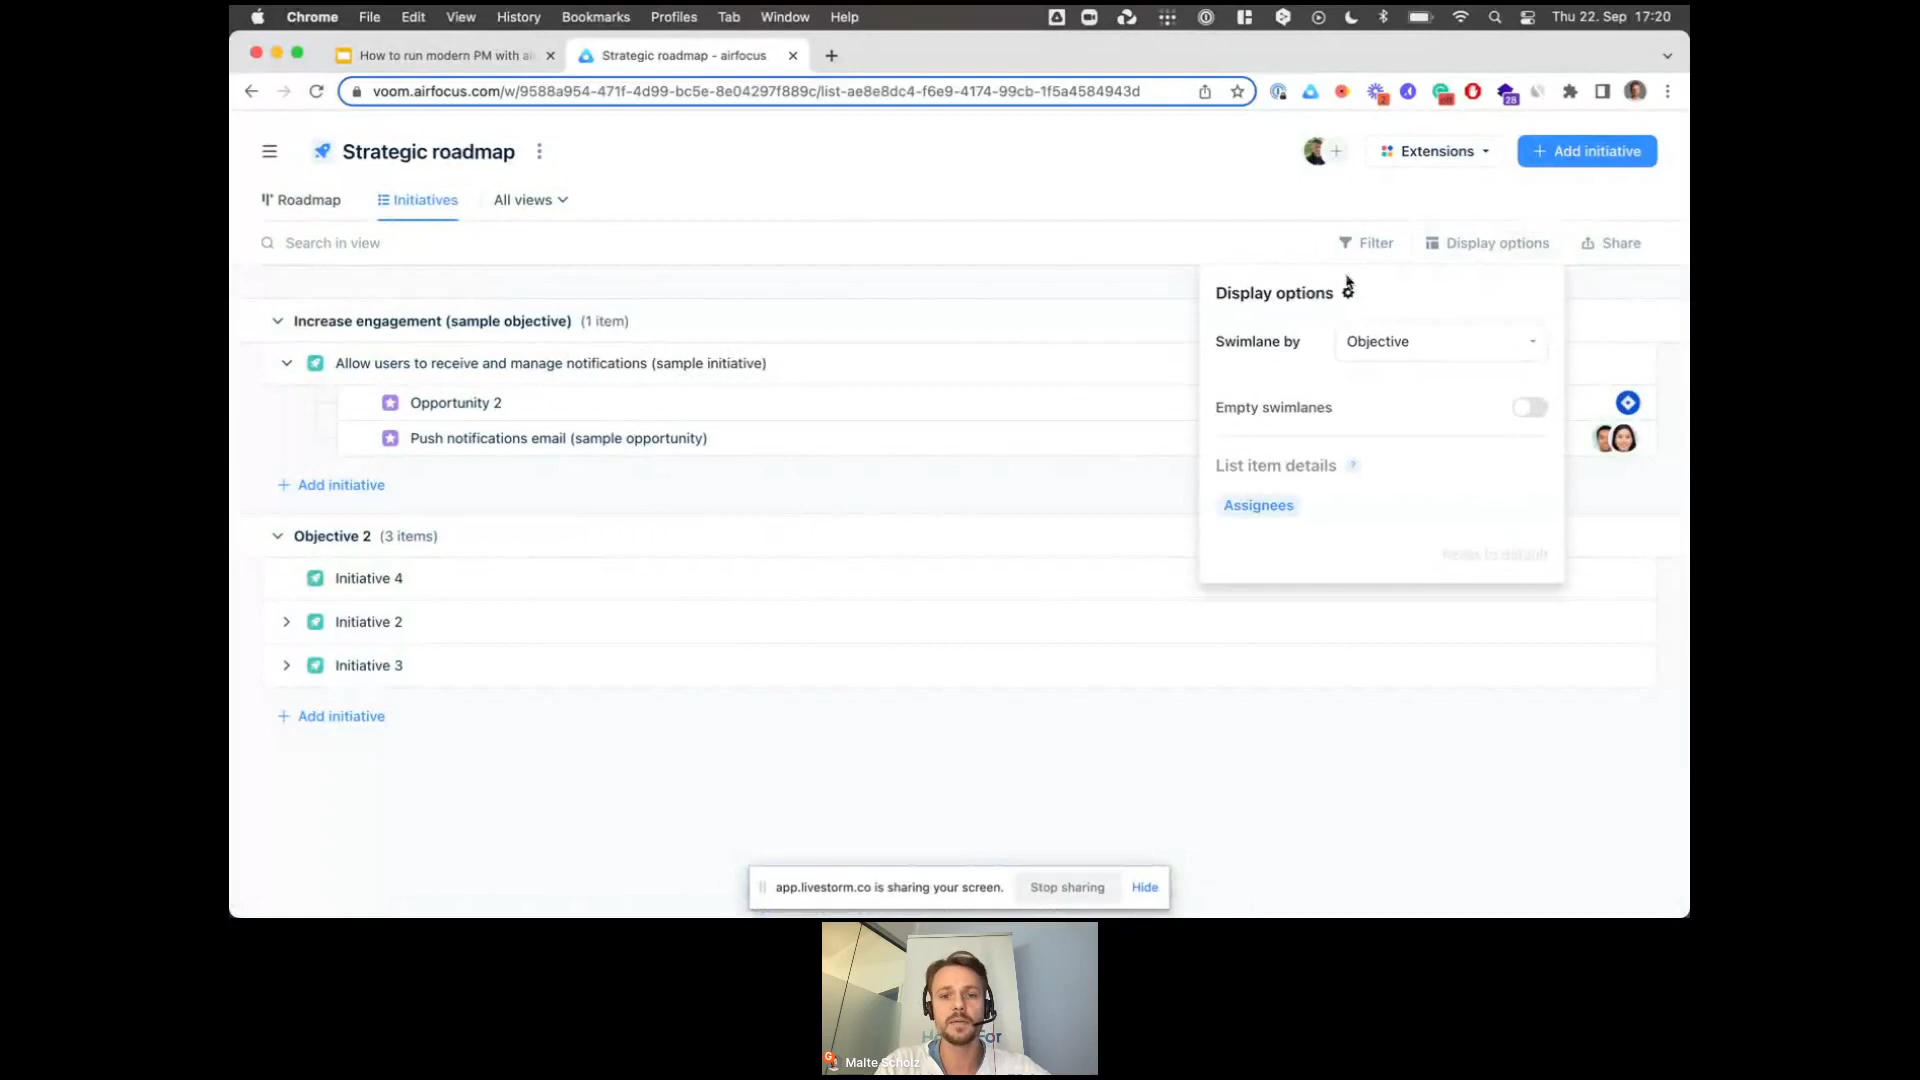 Chrome File Edit View History Bookmarks Profiles Tab Window Help Thu 22. Sep 17:20
How to run modern PM with ai Strategic roadmap - airfocus
voom.airfocus.com/w/9588a954-471f-4d99-bc5e-8e04297f889c/list-ae8e8dc4-f6e9-4174-99cb-1f5a4584943d
2
28
Strategic roadmap Extensions + Add initiative
Roadmap Initiatives All views
Search in view Filter Display options Share
Display options
Increase engagement (sample objective) (1 item)
Swimlane by Objective
Allow users to receive and manage notifications (sample initiative)
Opportunity 2
Empty swimlanes
Push notifications email (sample opportunity)
List item details ?
+ Add initiative
Assignees
Objective 2 (3 items)
Initiative 4
Initiative 2
Initiative 3
+ Add initiative
app.livestorm.co is sharing your screen. Stop sharing Hide
For
G Malte Scholz